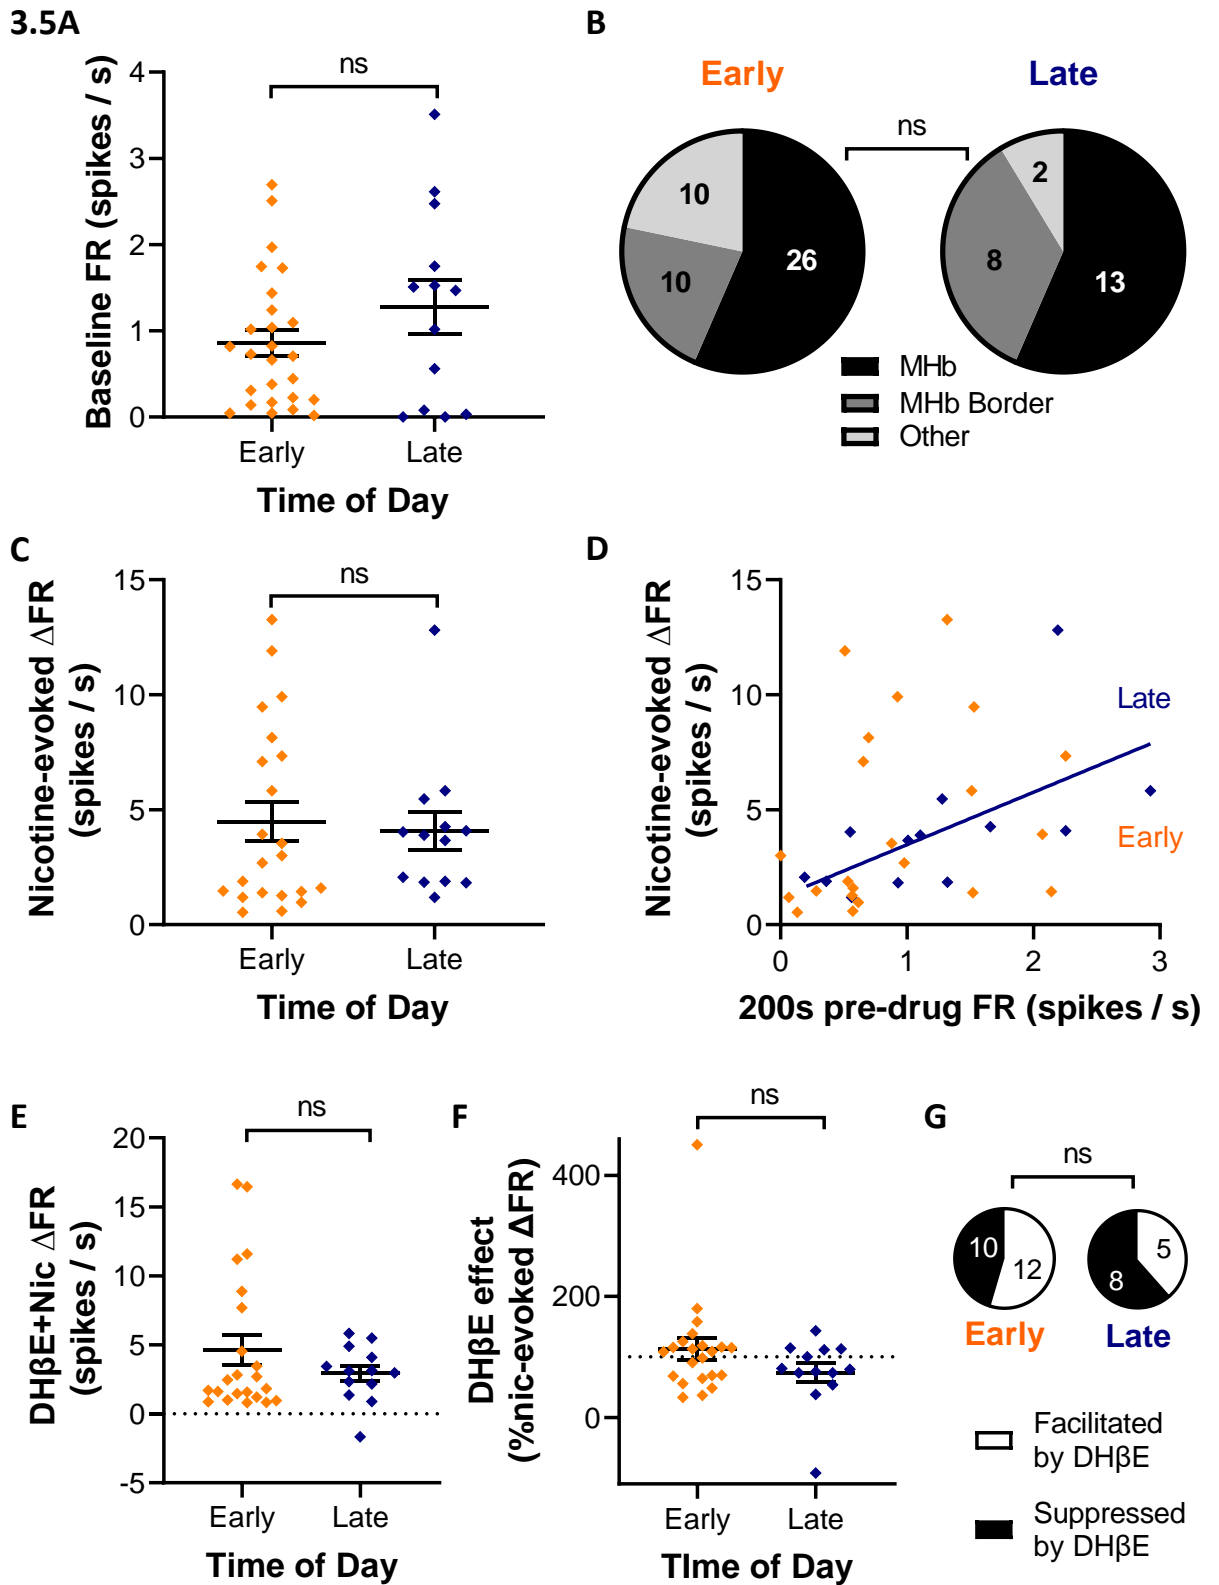 3.5A
ns
Baseline FR (spikes / s)
4
3
2
1
0
Early
Late
Time of Day
B
Early
Late
ns
10
10
26
2
8
13
MHb
MHb Border
Other
C
ns
Nicotine-evoked ΔFR
(spikes / s)
15
10
5
0
Early
Late
Time of Day
D
Nicotine-evoked ΔFR
(spikes / s)
15
10
5
0
Late
Early
0
1
2
3
200s pre-drug FR (spikes / s)
E
ns
DHβE+Nic ΔFR
(spikes / s)
20
15
10
5
0
-5
Early
Late
Time of Day
F
ns
DHβE effect
(%nic-evoked ΔFR)
400
200
0
Early
Late
TIme of Day
G
ns
10
12
5
8
Early
Late
Facilitated
by DHβE
Suppressed
by DHβE